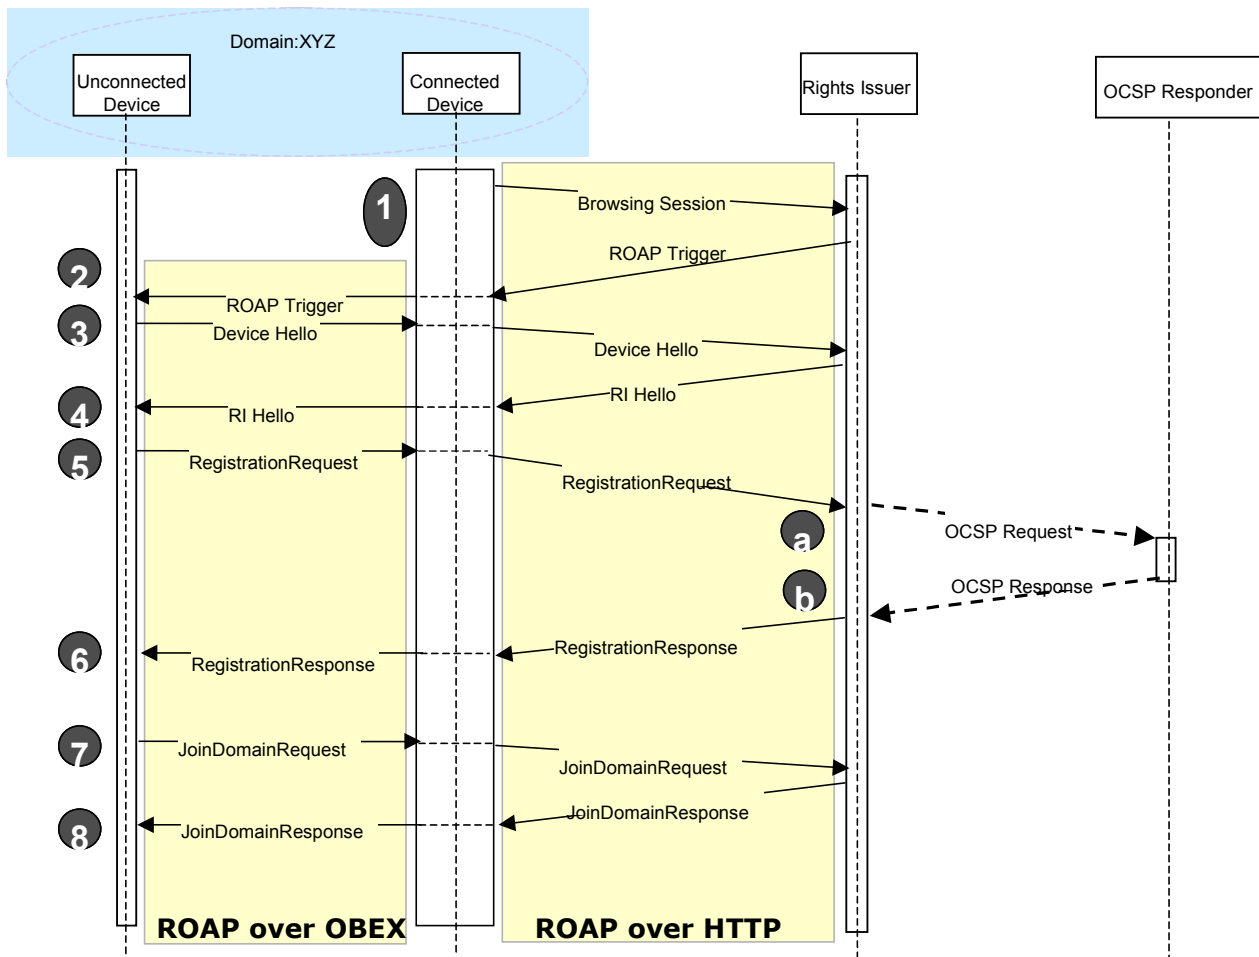 Domain:XYZ
Unconnected
Device
Connected
Device
Rights Issuer
OCSP Responder
1
Browsing Session
ROAP Trigger
2
ROAP Trigger
3
Device Hello
Device Hello
RI Hello
4
RI Hello
5
RegistrationRequest
RegistrationRequest
a
OCSP Request
b
OCSP Response
RegistrationResponse
6
RegistrationResponse
7
JoinDomainRequest
JoinDomainRequest
JoinDomainResponse
8
JoinDomainResponse
ROAP over OBEX
ROAP over HTTP